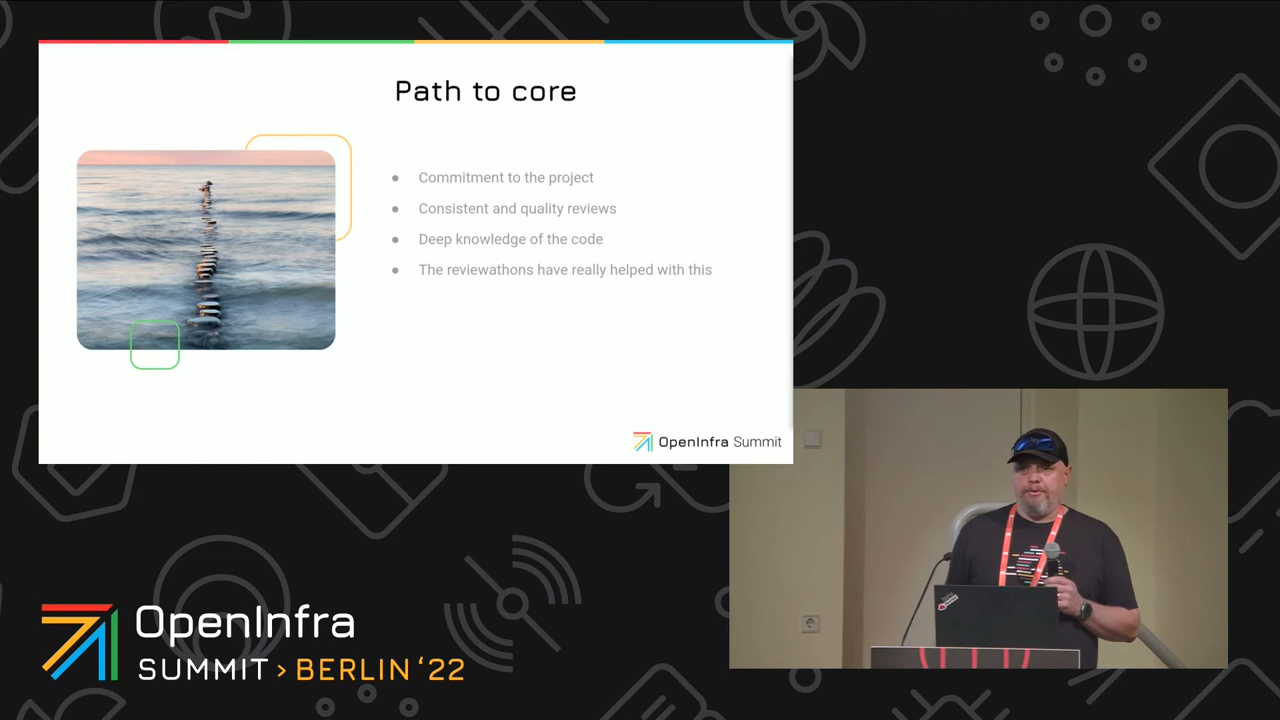 Path to core
Commitment to the project
Consistent and quality reviews
Deep knowledge of the code
The reviewathons have really helped with this
OpenInfra Summit
OpenInfra
SUMMIT > BERLIN ‘22